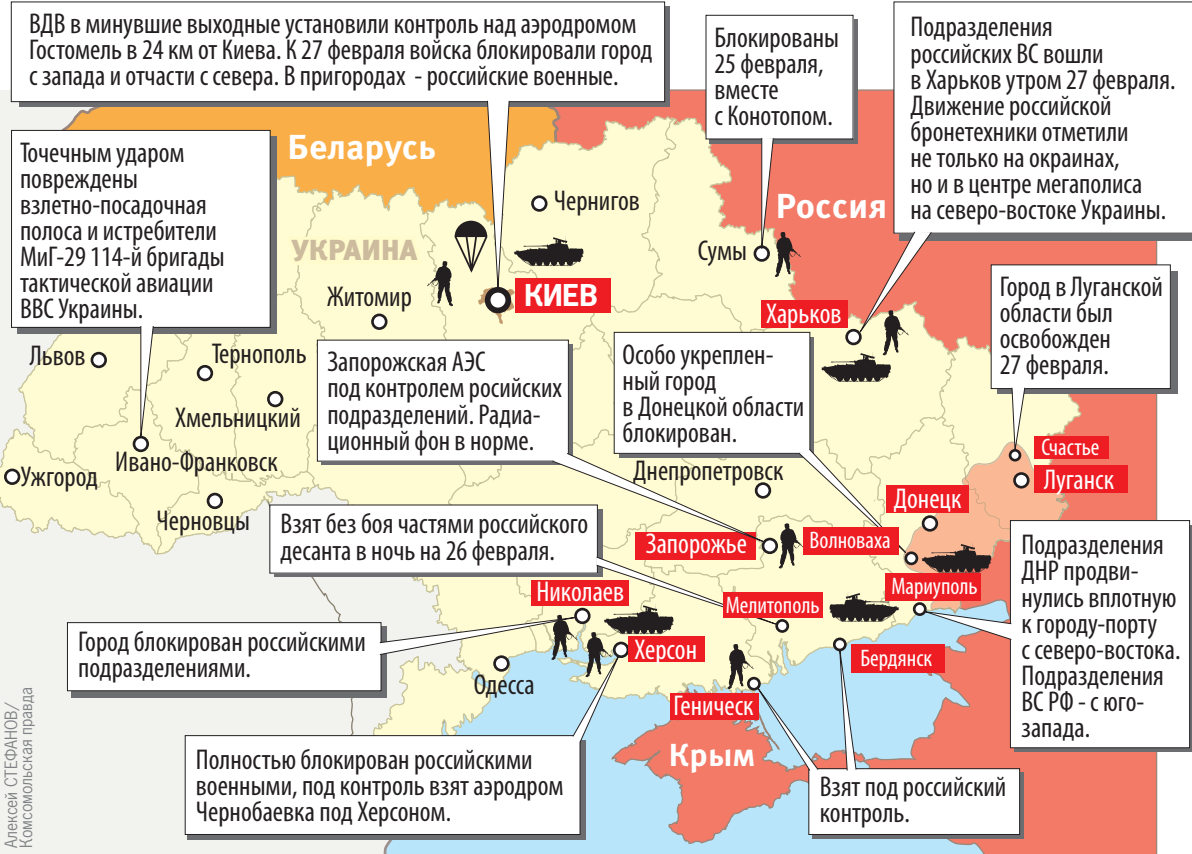 ВДВ в минувшие выходные установили контроль над аэродромом
Гостомель в 24 км от Киева. К 27 февраля войска блокировали город
с запада и отчасти с севера. В пригородах - российские военные.
Блокированы
25 февраля,
вместе
с Конотопом.
Подразделения
российских ВС вошли
в Харьков утром 27 февраля.
Движение российской
бронетехники отметили
не только на окраинах,
но и в центре мегаполиса
на северо-востоке Украины.
Точечным ударом
повреждены
взлетно-посадочная
полоса и истребители
МиГ-29 114-й бригады
тактической авиации
ВВС Украины.
Беларусь
Россия
УКРАИНА
Чернигов
Сумы
КИЕВ
Житомир
Харьков
Город в Луганской
области был
освобожден
27 февраля.
Львов
Тернополь
Хмельницкий
Ужгород
Ивано-Франковск
Черновцы
Запорожская АЭС
под контролем росийских
подразделений. Радиа-
ционный фон в норме.
Особо укреплен-
ный город
в Донецкой области
блокирован.
Днепропетровск
Счастье
Луганск
Донецк
Взят без боя частями российского
десанта в ночь на 26 февраля.
Запорожье
Волноваха
Мариуполь
Подразделения
ДНР продви-
нулись вплотную
к городу-порту
с северо-востока.
Подразделения
ВС РФ - с юго-
запада.
Николаев
Мелитополь
Город блокирован российскими
подразделениями.
Херсон
Бердянск
Одесса
Геническ
Крым
Полностью блокирован российскими
военными, под контроль взят аэродром
Чернобаевка под Херсоном.
Взят под российский
контроль.
Алексей СТЕФАНОВ/
Комсомольская правда